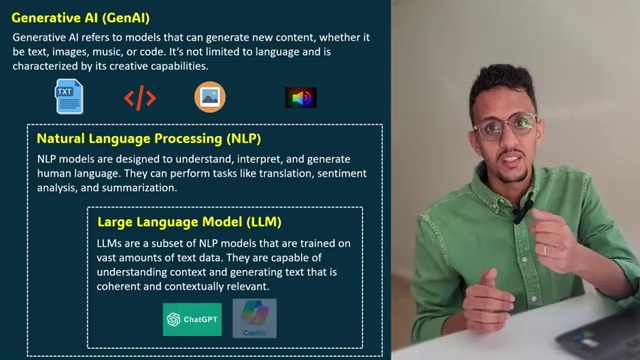 Generative AI (GenAI)
Generative AI refers to models that can generate new content, whether it
be text, images, music, or code. It's not limited to language and is
characterized by its creative capabilities.
TXT
</>
Natural Language Processing (NLP)
NLP models are designed to understand, interpret, and generate
human language. They can perform tasks like translation, sentiment
analysis, and summarization.
Large Language Model (LLM)
LLMs are a subset of NLP models that are trained on
vast amounts of text data. They are capable of
understanding context and generating text that is
coherent and contextually relevant.
ChatGPT
Copilot